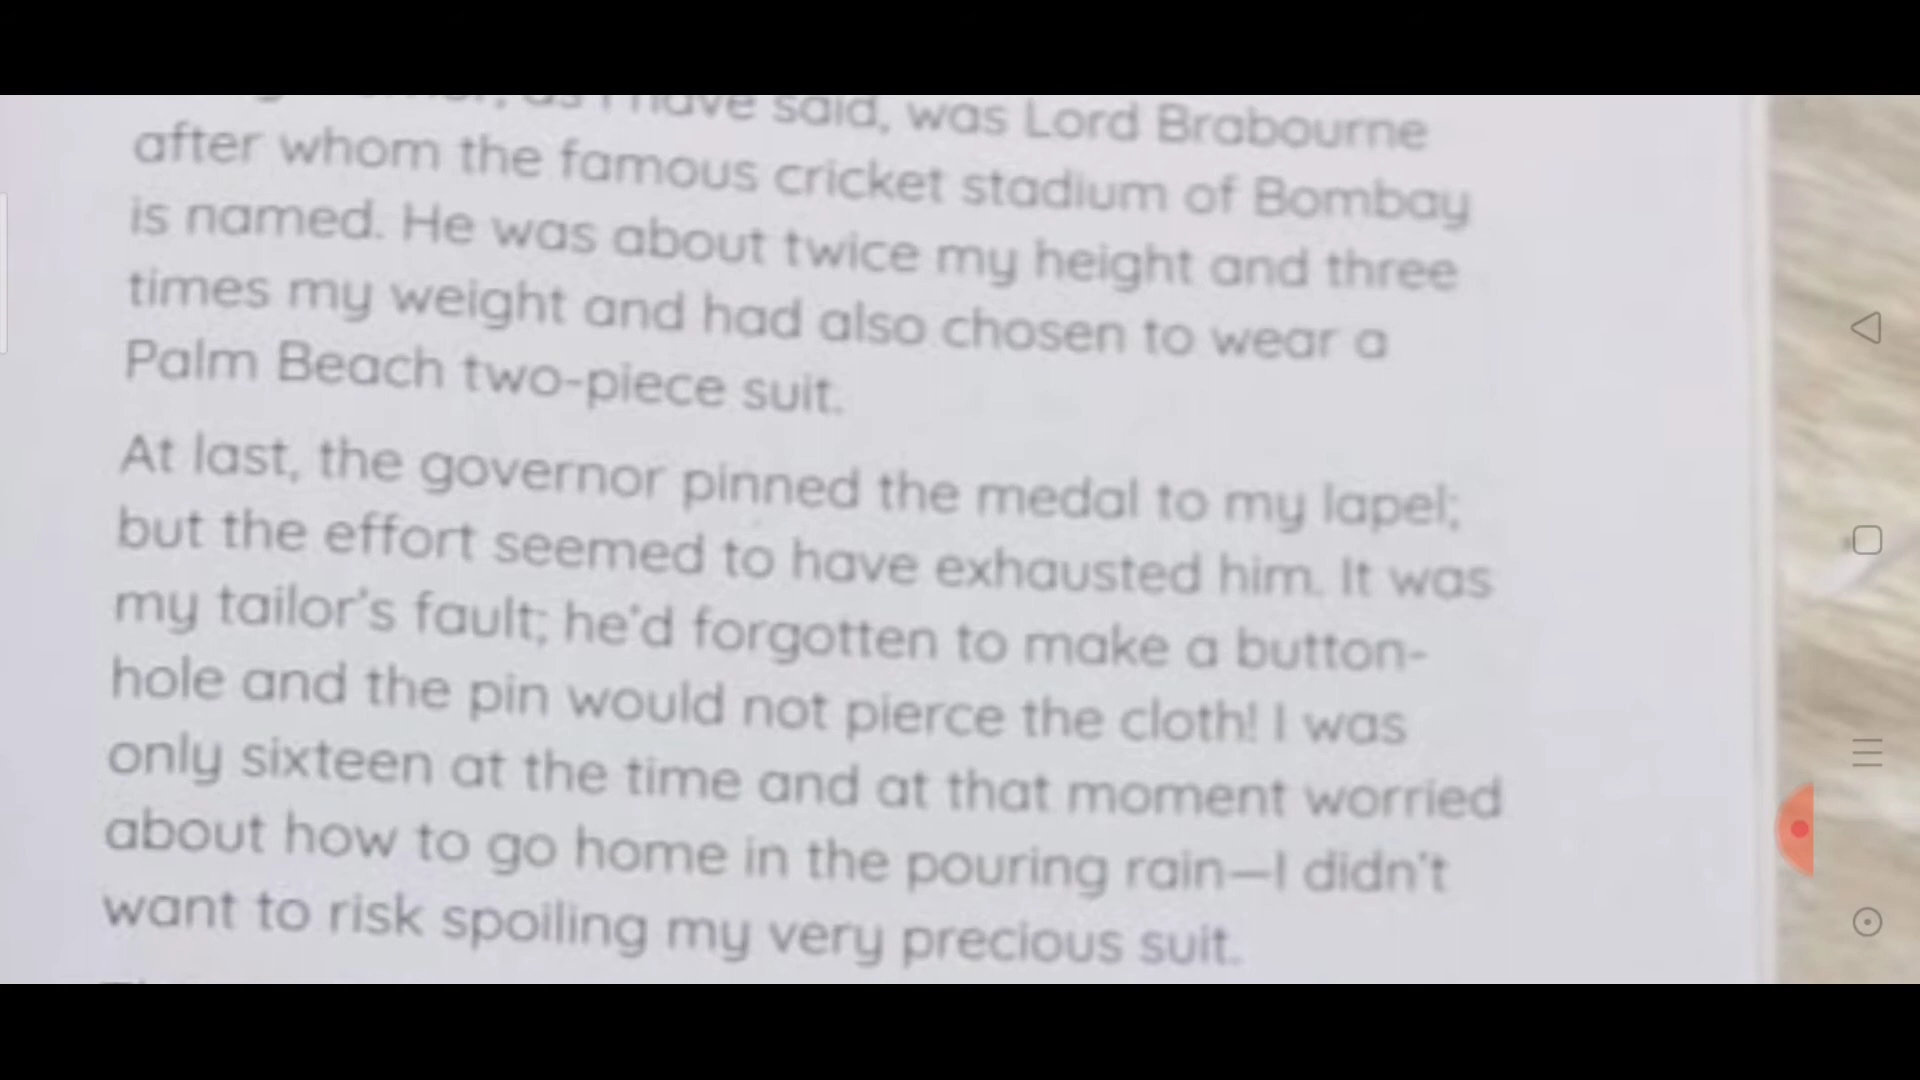 as I have said, was Lord Brabourne
after whom the famous cricket stadium of Bombay
is named. He was about twice my height and three
times my weight and had also chosen to wear a
Palm Beach two-piece suit.
At last, the governor pinned the medal to my lapel;
but the effort seemed to have exhausted him. It was
my tailor's fault; he'd forgotten to make a button-
hole and the pin would not pierce the cloth! I was
only sixteen at the time and at that moment worried
about how to go home in the pouring rain—I didn't
want to risk spoiling my very precious suit.